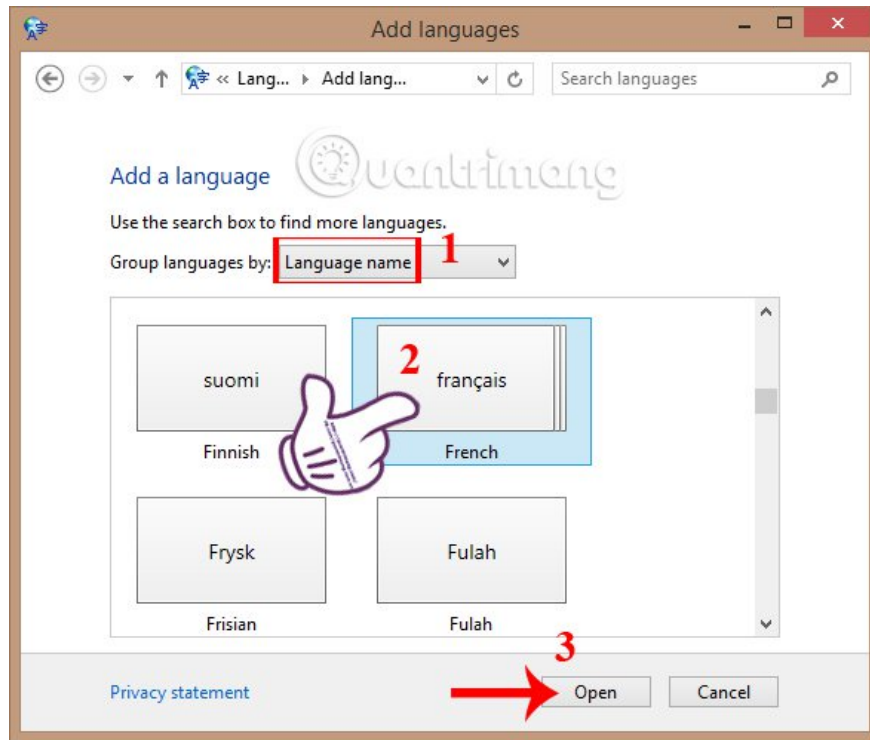 Add languages
« Lang... Add lang...
Search languages
Quantrimang
Add a language
Use the search box to find more languages.
Group languages by: Language name
1
2
suomi
français
Finnish
French
Frysk
Fulah
Frisian
Fulah
3
Privacy statement
Open
Cancel